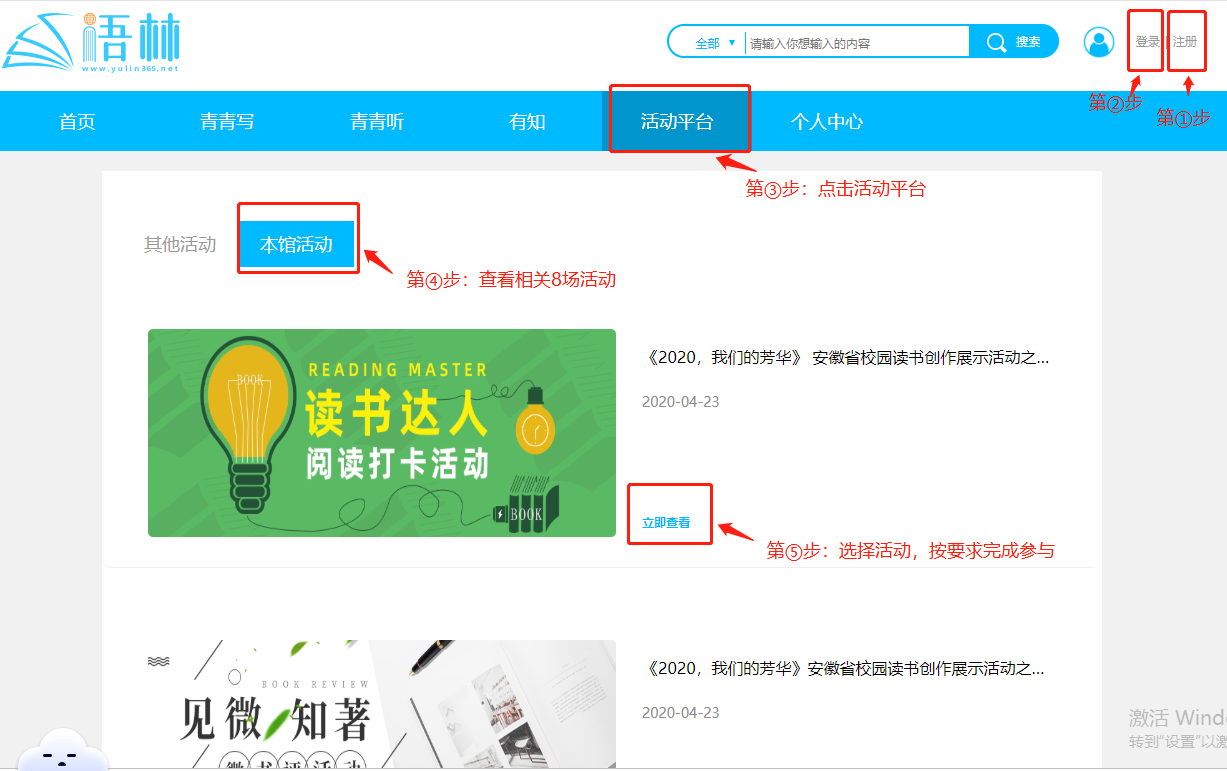 语林
www.yulin365.net
全部 ▼ 请输入你想输入的内容 搜索
登录 | 注册
第②步
第①步
首页 青青写 青青听 有知 活动平台 个人中心
第③步：点击活动平台
其他活动 本馆活动
第④步：查看相关8场活动
BOOK
READING MASTER
读书达人
阅读打卡活动
BOOK
《2020，我们的芳华》 安徽省校园读书创作展示活动之...
2020-04-23
立即查看
第⑤步：选择活动，按要求完成参与
BOOK REVIEW
见微知著
微书评活动
《2020，我们的芳华》安徽省校园读书创作展示活动之...
2020-04-23
激活 Wind
转到"设置"以激